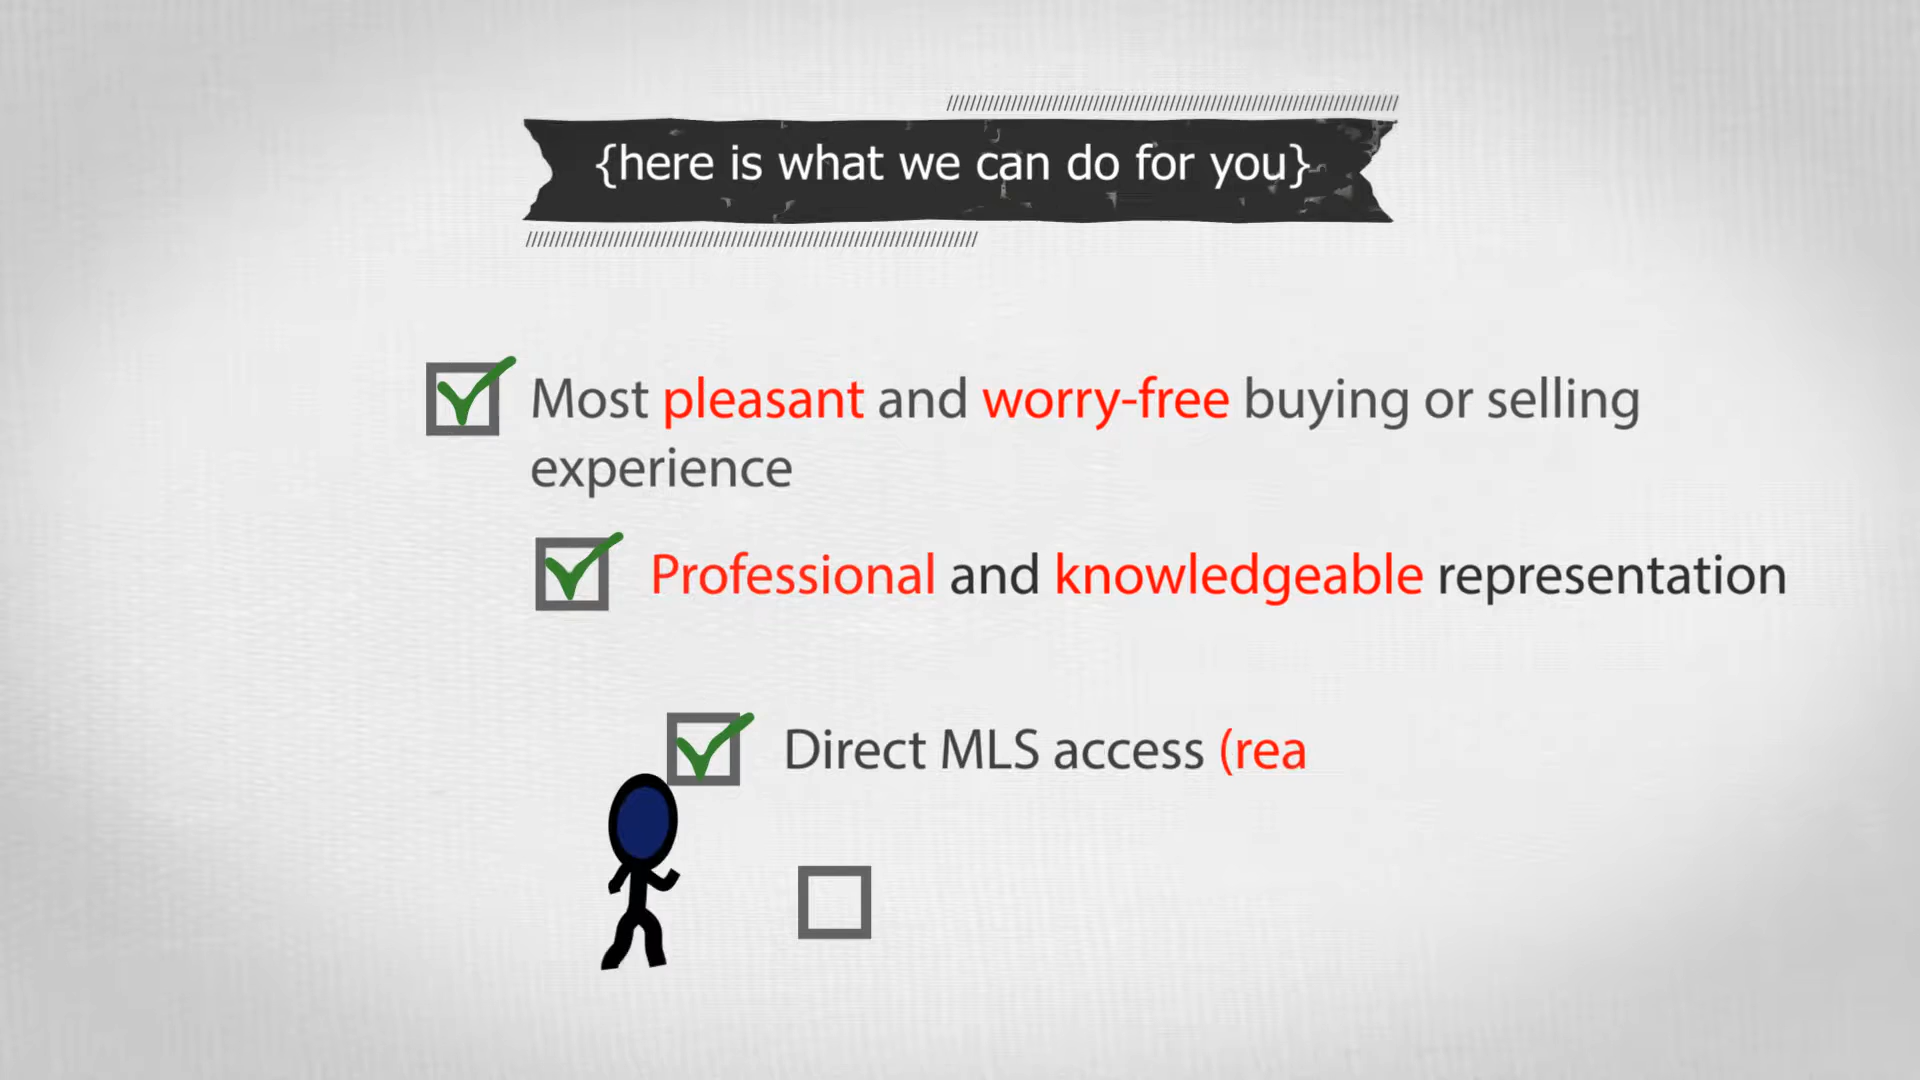 {here is what we can do for you}
Most pleasant and worry-free buying or selling
experience
Professional and knowledgeable representation
Direct MLS access (rea